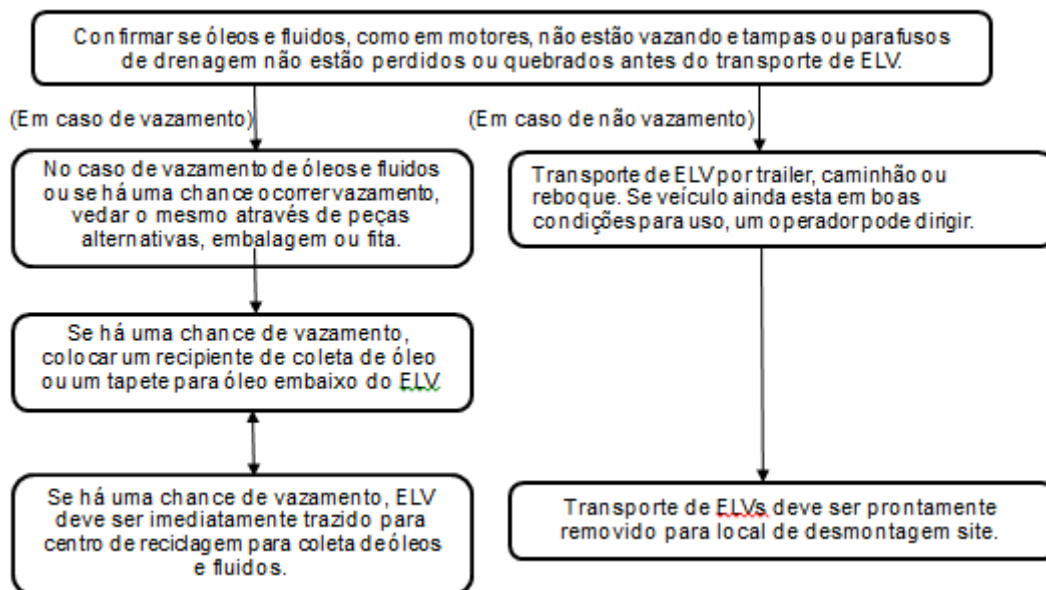 Confirmar se óleos e fluidos, como em motores, não estão vazando e tampas ou parafusos
de drenagem não estão perdidos ou quebrados antes do transporte de ELV.
(Em caso de vazamento)
(Em caso de não vazamento)
No caso de vazamento de óleos e fluidos
ou se há uma chance ocorrer vazamento,
vedar o mesmo através de peças
alternativas, embalagem ou fita.
Transporte de ELV por trailer, caminhão ou
reboque. Se veículo ainda esta em boas
condições para uso, um operador pode dirigir.
Se há uma chance de vazamento,
colocar um recipiente de coleta de óleo
ou um tapete para óleo embaixo do ELV
Se há uma chance de vazamento, ELV
deve ser imediatamente trazido para
centro de reciclagem para coleta de óleos
e fluidos.
Transporte de ELVs deve ser prontamente
removido para local de desmontagem site.